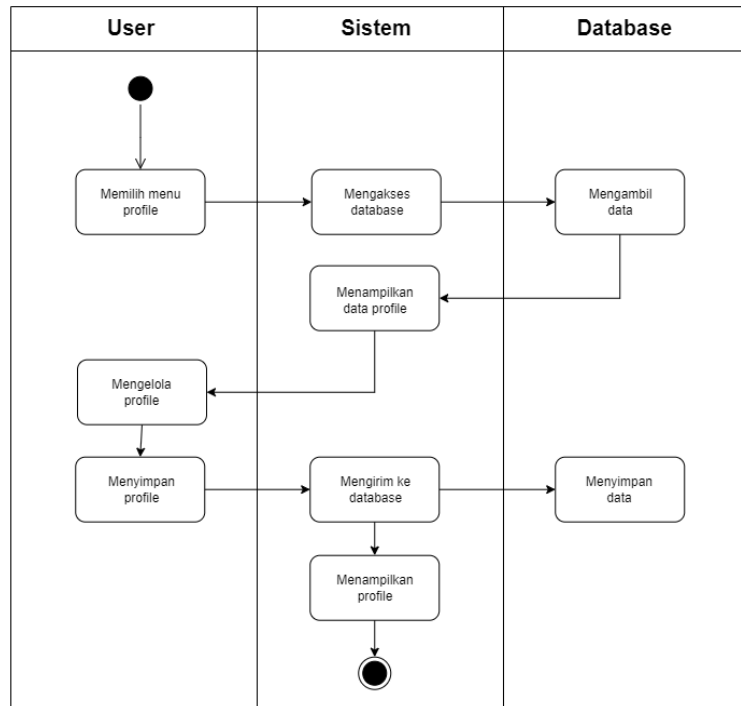 User
Sistem
Database
Memilih menu
profile
Mengakses
database
Mengambil
data
Menampilkan
data profile
Mengelola
profile
Menyimpan
profile
Mengirim ke
database
Menyimpan
data
Menampilkan
profile